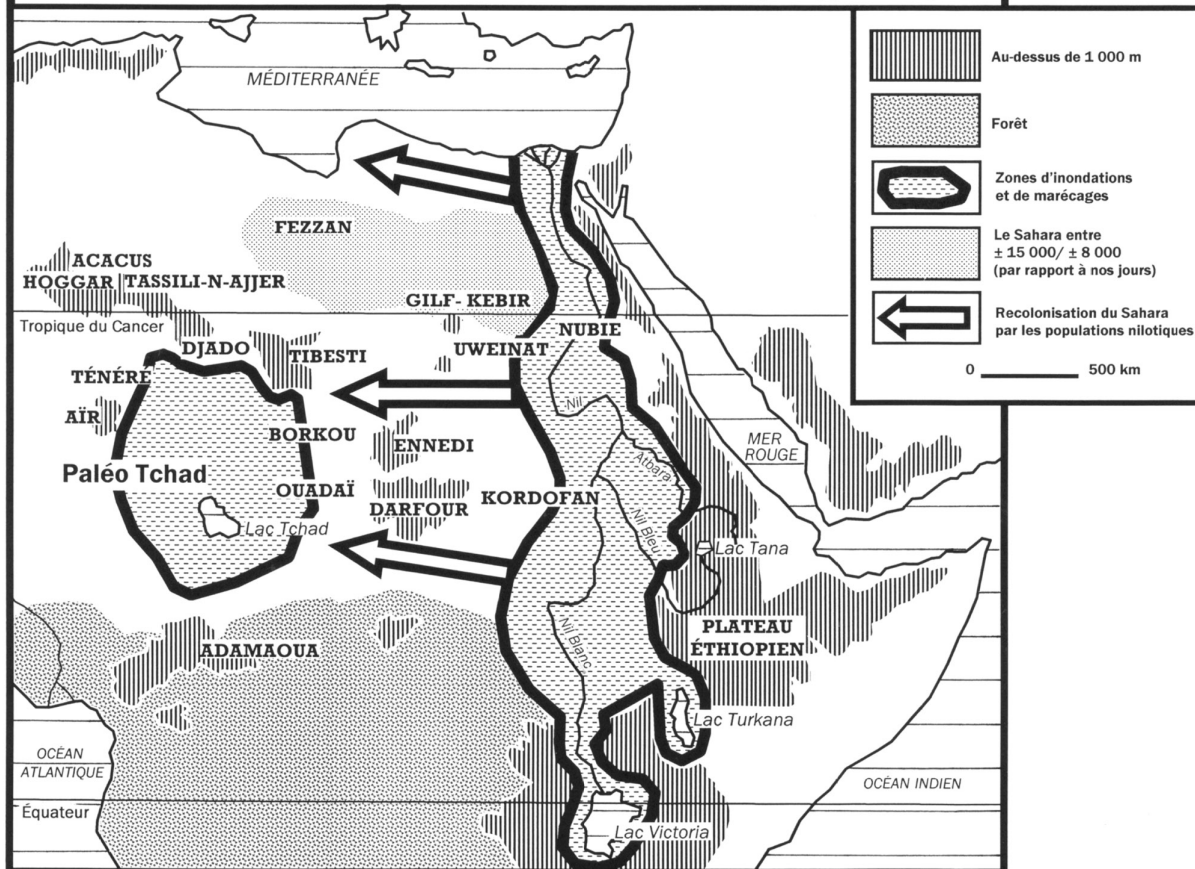 MÉDITERRANÉE
FEZZAN
ACACUS
HOGGAR TASSILI-N-AJJER
GILF- KEBIR
Tropique du Cancer
NUBIE
DJADO
TIBESTI
UWEINAT
TÉNÉRÉ
AÏR
Nil
BORKOU
ENNEDI
MER
ROUGE
Paléo Tchad
Atbara
OUADAÏ
KORDOFAN
DARFOUR
Lac Tchad
Nil Bleu
Lac Tana
PLATEAU
ÉTHIOPIEN
Nil Blanc
ADAMAOUA
Lac Turkana
OCÉAN
ATLANTIQUE
OCÉAN INDIEN
Équateur
Lac Victoria
Au-dessus de 1 000 m
Forêt
Zones d'inondations
et de marécages
Le Sahara entre
± 15 000/ ± 8 000
(par rapport à nos jours)
Recolonisation du Sahara
par les populations nilotiques
0 500 km